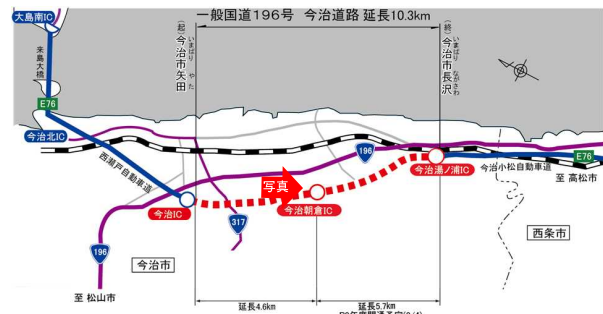 一般国道196号 今治道路 延長10.3km
大島南IC
来島大橋
E76
今治北IC
西瀬戸自動車道
(起)今治市矢田
いまばり やた
(終)今治市長沢
いまばり ながさわ
196
写真
今治湯ノ浦IC
E76
今治小松自動車道
至 高松市
今治IC
317
今治朝倉IC
196
今治市
西条市
至 松山市
延長4.6km
延長5.7km